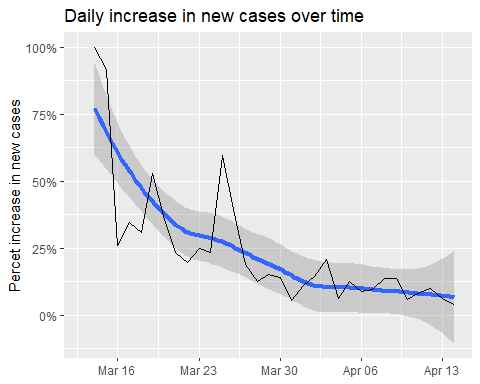 Daily increase in new cases over time
Percet increase in new cases
100%
75%
50%
25%
0%
Mar 16
Mar 23
Mar 30
Apr 06
Apr 13